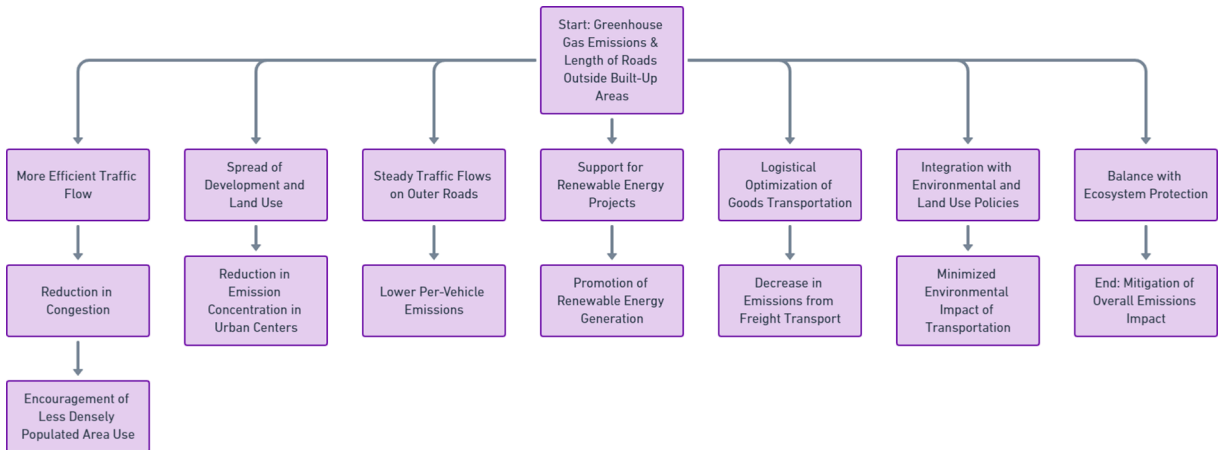 Start: Greenhouse
Gas Emissions &
Length of Roads
Outside Built-Up
Areas
More Efficient Traffic
Flow
Spread of
Development and
Land Use
Steady Traffic Flows
on Outer Roads
Support for
Renewable Energy
Projects
Logistical
Optimization of
Goods Transportation
Integration with
Environmental and
Land Use Policies
Balance with
Ecosystem Protection
Reduction in
Congestion
Reduction in
Emission
Concentration in
Urban Centers
Lower Per-Vehicle
Emissions
Promotion of
Renewable Energy
Generation
Decrease in
Emissions from
Freight Transport
Minimized
Environmental
Impact of
Transportation
End: Mitigation of
Overall Emissions
Impact
Encouragement of
Less Densely
Populated Area Use